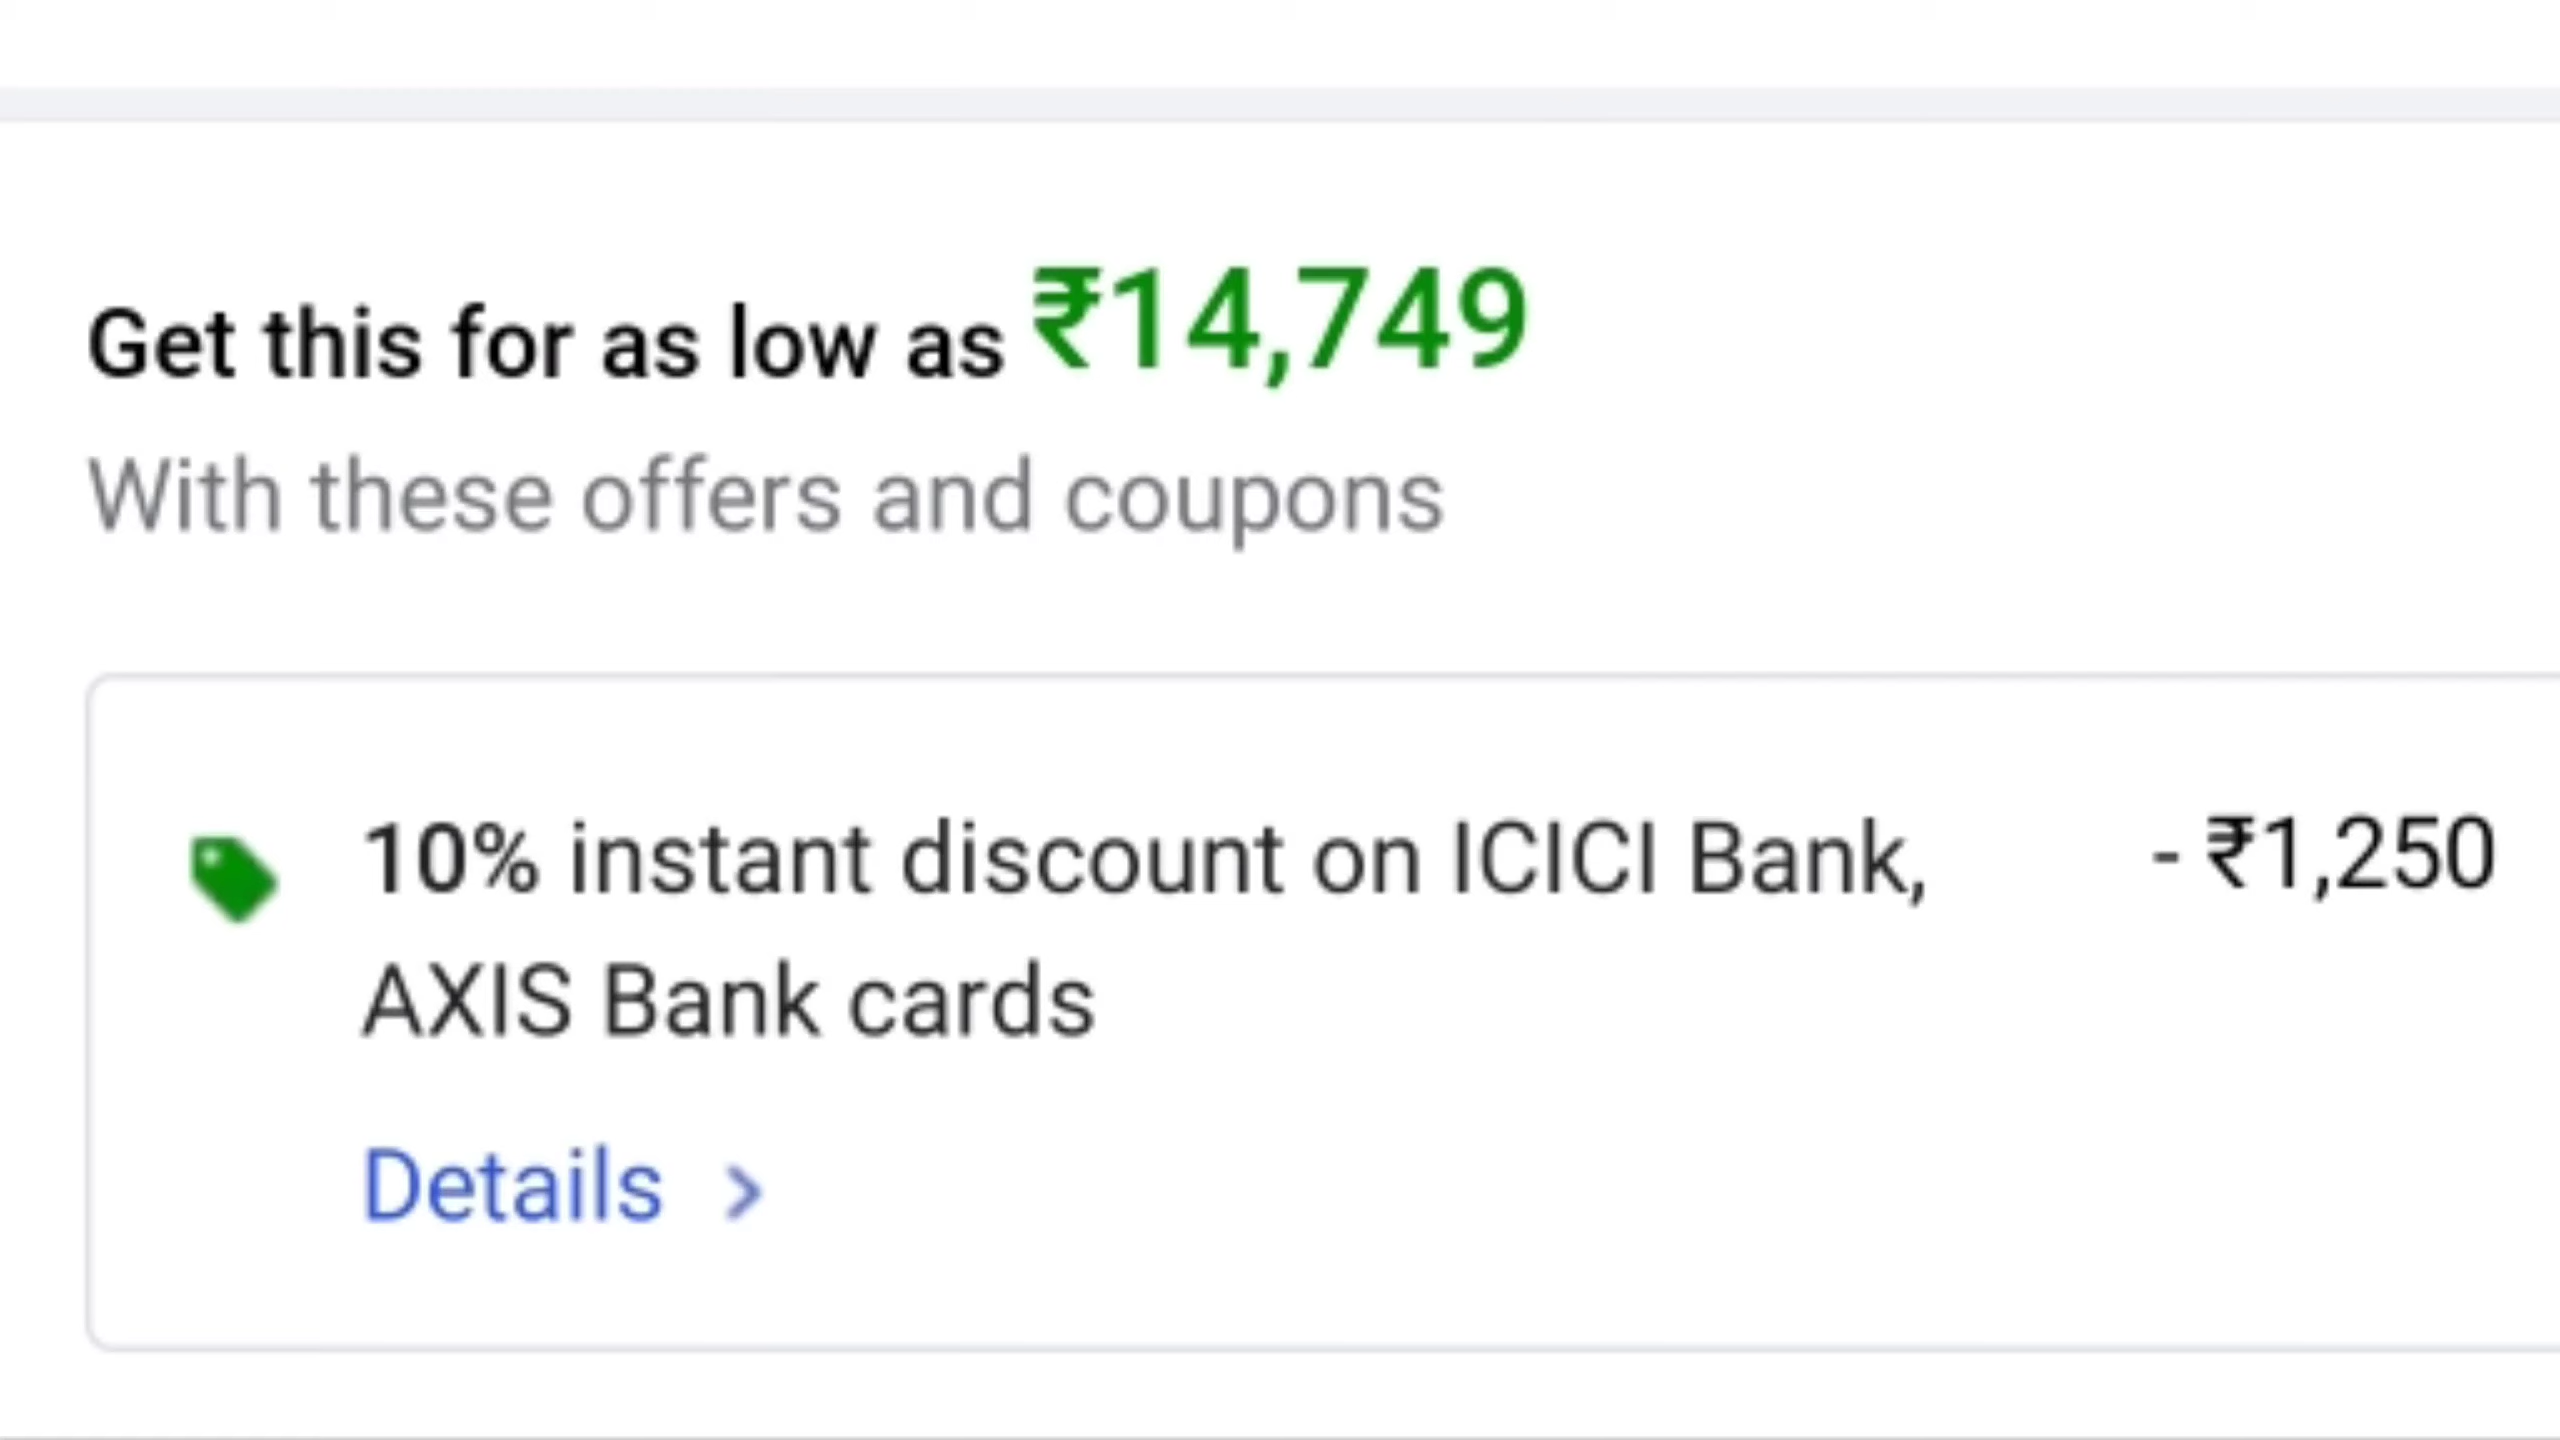 Get this for as low as ₹14,749
With these offers and coupons
10% instant discount on ICICI Bank, - ₹1,250
AXIS Bank cards
Details >